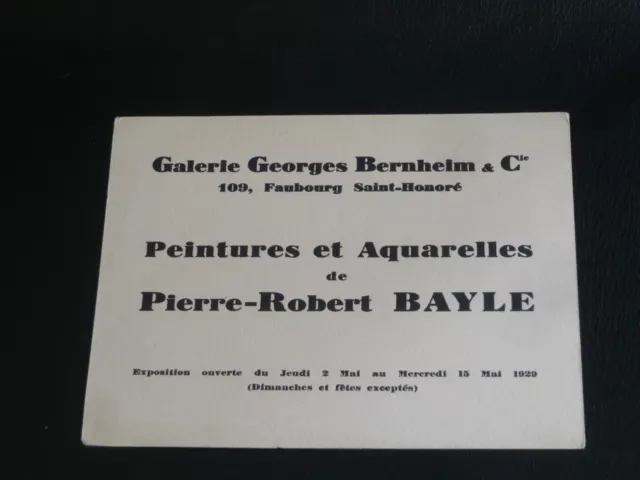 Galerie Georges Bernheim & Cie
109, Faubourg Saint-Honoré
Peintures et Aquarelles
de
Pierre-Robert BAYLE
Exposition ouverte du Jeudi 2 Mai au Mercredi 15 Mai 1929
(Dimanches et fêtes exceptés)